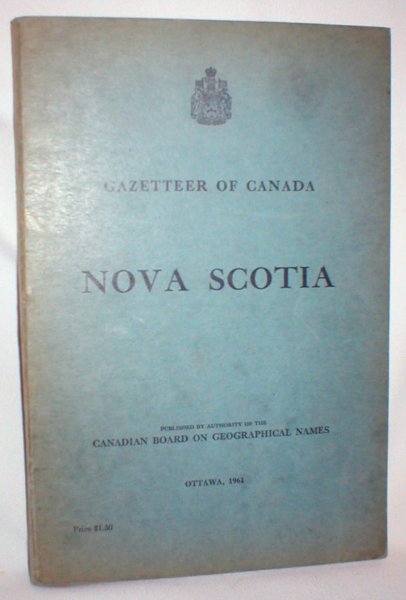 GAZETTEER OF CANADA
NOVA SCOTIA
PUBLISHED BY AUTHORITY OF THE
CANADIAN BOARD ON GEOGRAPHICAL NAMES
OTTAWA, 1961
Price $1.50